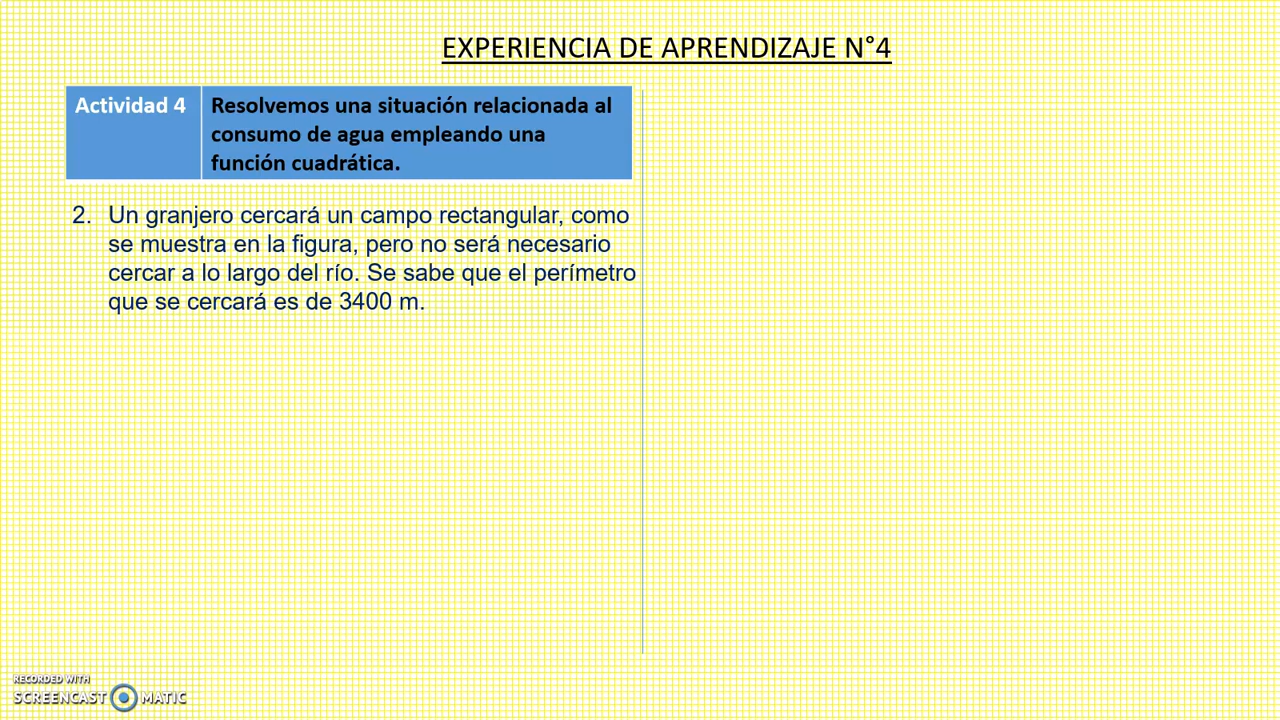 EXPERIENCIA DE APRENDIZAJE N°4
Actividad 4
Resolvemos una situación relacionada al
consumo de agua empleando una
función cuadrática.
2. Un granjero cercará un campo rectangular, como
se muestra en la figura, pero no será necesario
cercar a lo largo del río. Se sabe que el perímetro
que se cercará es de 3400 m.
RECORDED WITH
SCREENCAST MATIC